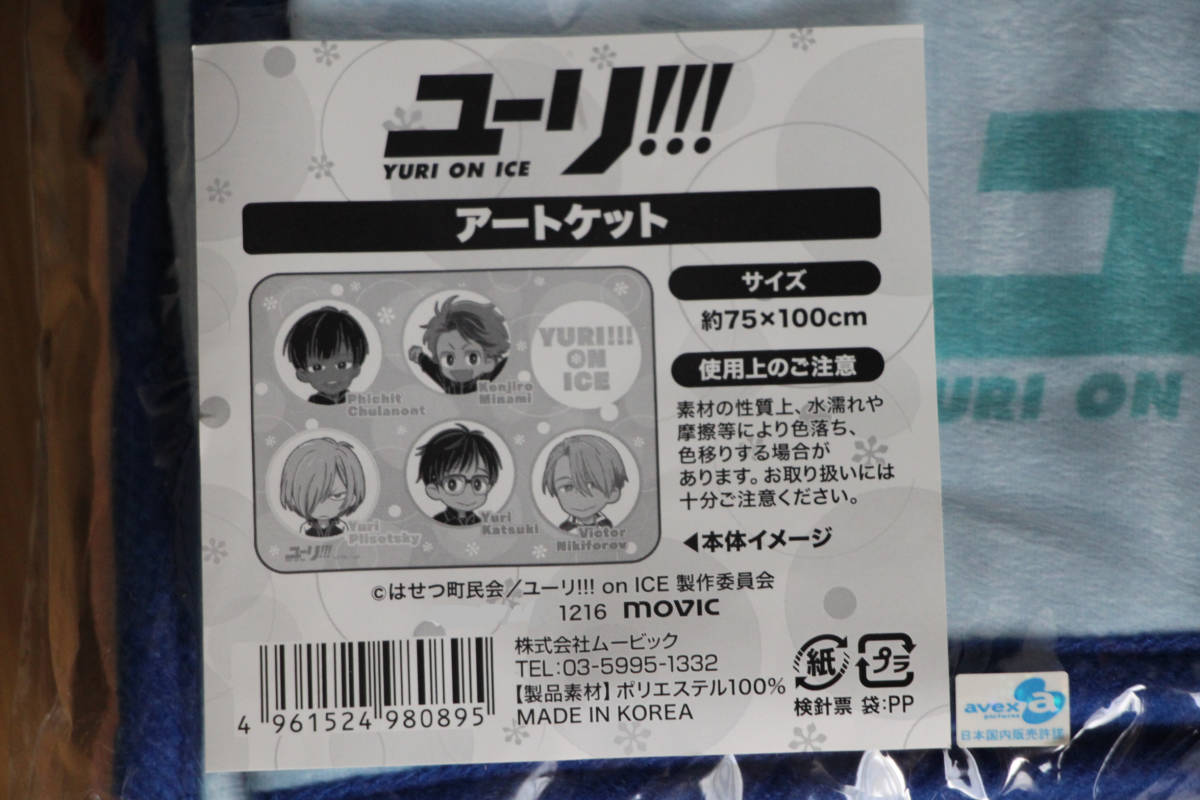 ユーリ!!!
YURI ON ICE
アートケット
サイズ
約75×100cm
使用上のご注意
素材の性質上、水濡れや
摩擦等により色落ち、
色移りする場合が
あります。お取り扱いには
十分ご注意ください。
◀本体イメージ
YURI!!!
ON
ICE
Phichit
Chulanont
Kenjiro
Minami
Yuri
Plisetsky
Yuri
Katsuki
Victor
Nikiforov
ユーリ!!!
©はせつ町民会/ユーリ!!! on ICE 製作委員会
1216 movic
株式会社ムービック
TEL:03-5995-1332
【製品素材】ポリエステル100%
MADE IN KOREA
4 961524 980895
紙
プラ
検針票 袋:PP
avex
pictures
日本国内販売許諾
ユ
URI ON